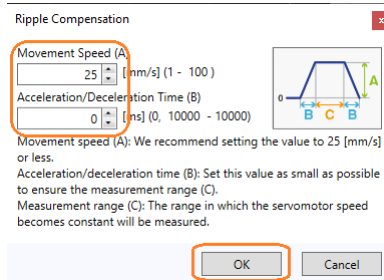 Ripple Compensation
x
Movement Speed (A)
25 [mm/s] (1 - 100 )
Acceleration/Deceleration Time (B)
0 [ms] (0, 10000 - 10000)
0
A
B C B
Movement speed (A): We recommend setting the value to 25 [mm/s]
or less.
Acceleration/deceleration time (B): Set this value as small as possible
to ensure the measurement range (C).
Measurement range (C): The range in which the servomotor speed
becomes constant will be measured.
OK Cancel